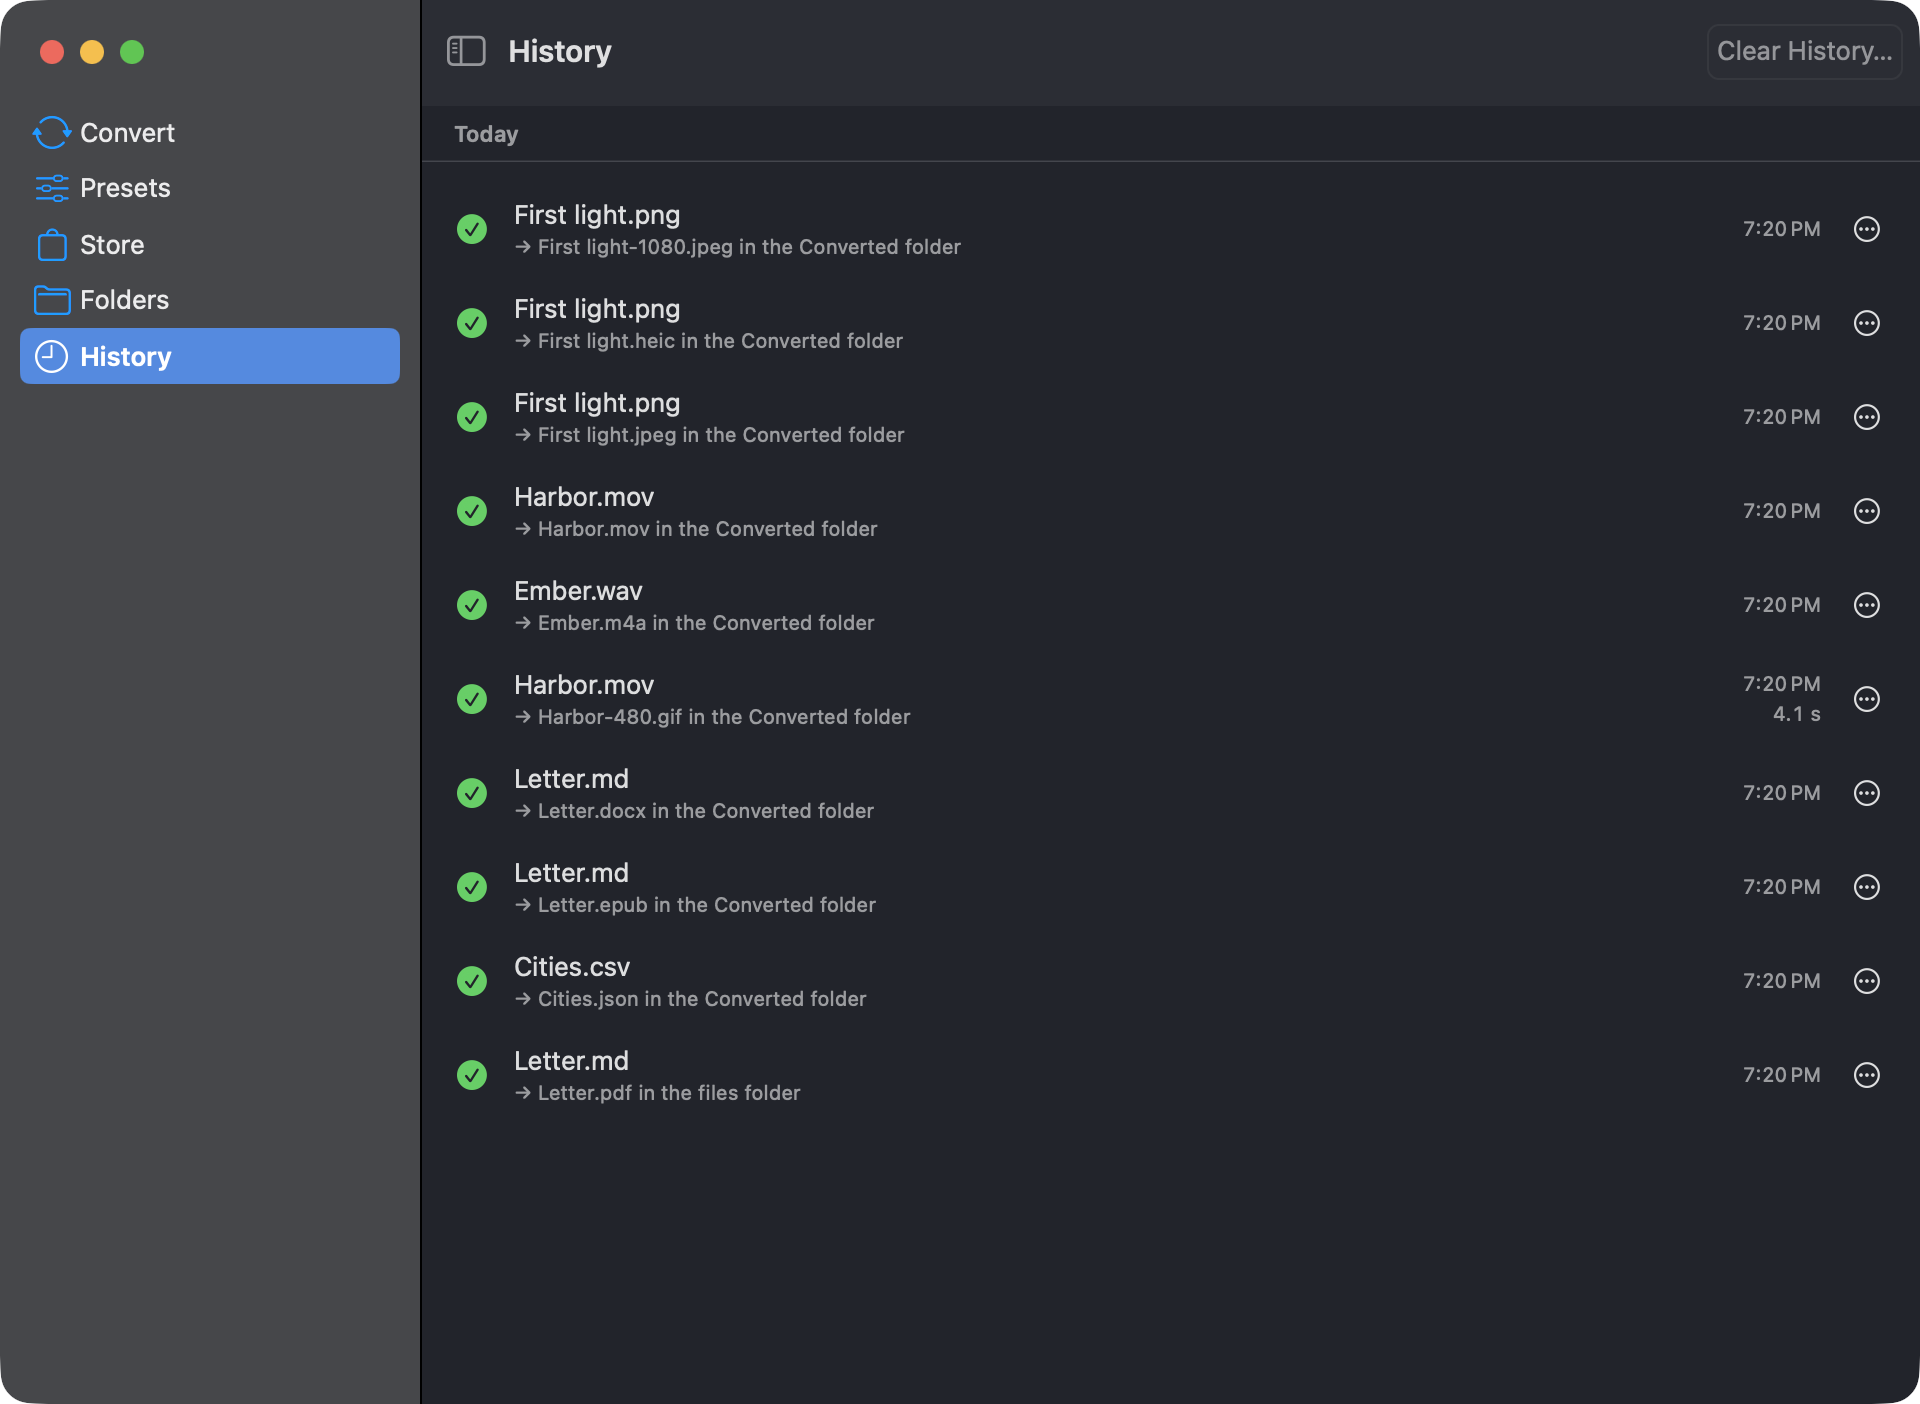 History
Clear History...
Convert
Presets
Store
Folders
History
Today
First light.png
→ First light-1080.jpeg in the Converted folder
7:20 PM
First light.png
→ First light.heic in the Converted folder
7:20 PM
First light.png
→ First light.jpeg in the Converted folder
7:20 PM
Harbor.mov
→ Harbor.mov in the Converted folder
7:20 PM
Ember.wav
→ Ember.m4a in the Converted folder
7:20 PM
Harbor.mov
→ Harbor-480.gif in the Converted folder
7:20 PM
4.1 s
Letter.md
→ Letter.docx in the Converted folder
7:20 PM
Letter.md
→ Letter.epub in the Converted folder
7:20 PM
Cities.csv
→ Cities.json in the Converted folder
7:20 PM
Letter.md
→ Letter.pdf in the files folder
7:20 PM